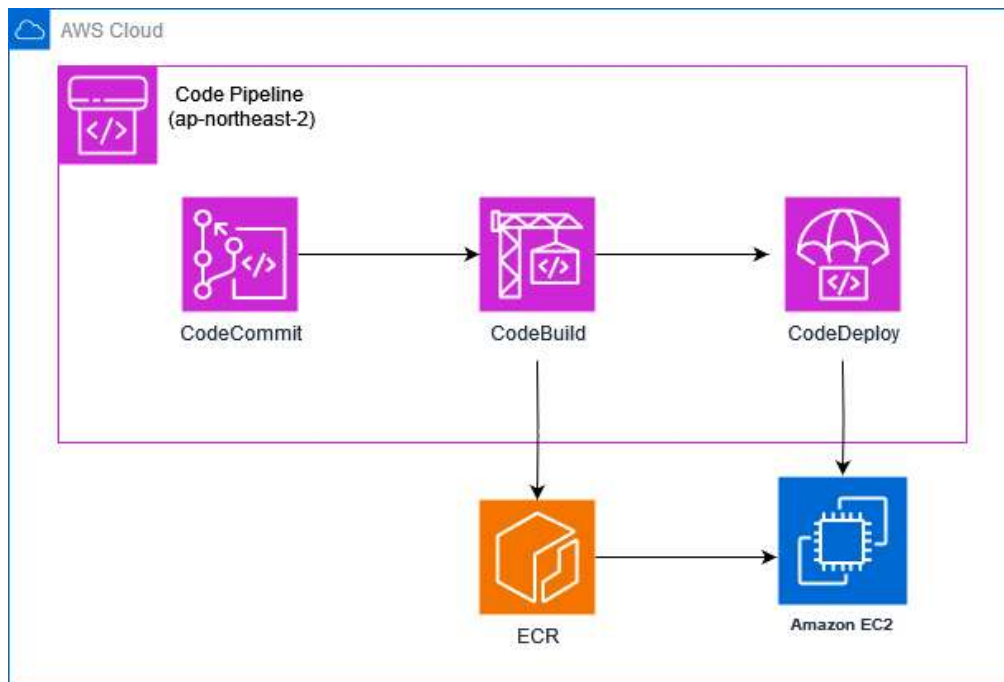 AWS Cloud
Code Pipeline
(ap-northeast-2)
</>
</>
</>
</>
CodeCommit
CodeBuild
CodeDeploy
ECR
Amazon EC2